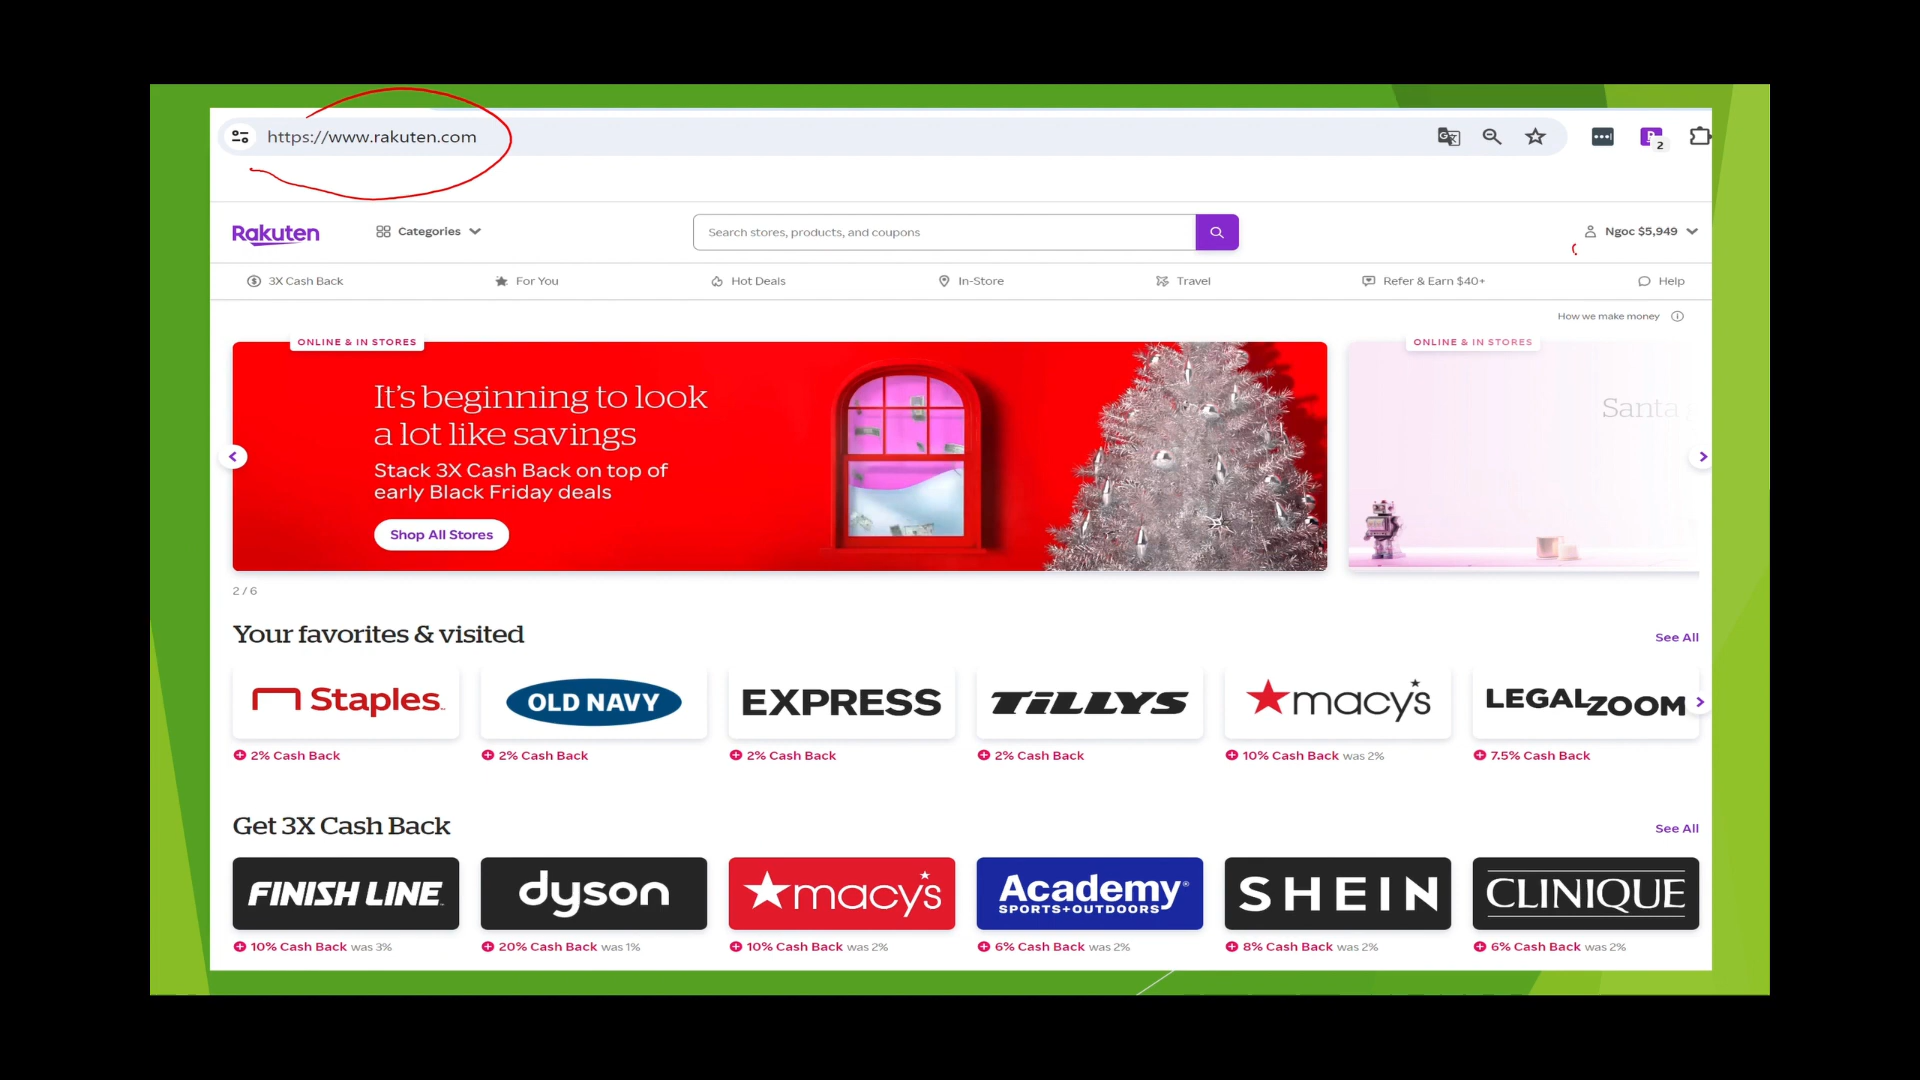 https://www.rakuten.com
2
Rakuten
Categories
Search stores, products, and coupons
Ngoc $5,949
3X Cash Back
For You
Hot Deals
In-Store
Travel
Refer & Earn $40+
Help
How we make money
ONLINE & IN STORES
ONLINE & IN STORES
It's beginning to look
a lot like savings
Stack 3X Cash Back on top of
early Black Friday deals
Shop All Stores
Santa
2 / 6
Your favorites & visited
See All
Staples
OLD NAVY
EXPRESS
TiLLYS
macy's
LEGALZOOM
2% Cash Back
2% Cash Back
2% Cash Back
2% Cash Back
10% Cash Back was 2%
7.5% Cash Back
Get 3X Cash Back
See All
FINISH LINE
dyson
macy's
Academy
SPORTS+OUTDOORS
SHEIN
CLINIQUE
10% Cash Back was 3%
20% Cash Back was 1%
10% Cash Back was 2%
6% Cash Back was 2%
8% Cash Back was 2%
6% Cash Back was 2%